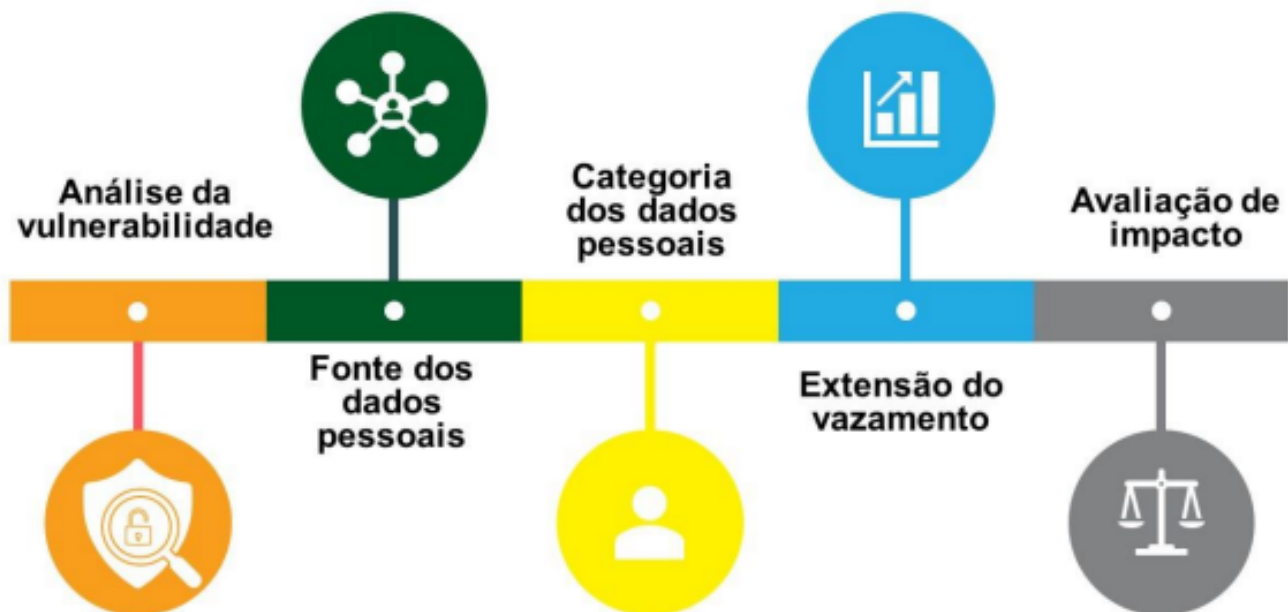 Análise da
vulnerabilidade
Fonte dos
dados
pessoais
Categoria
dos dados
pessoais
Extensão do
vazamento
Avaliação de
impacto